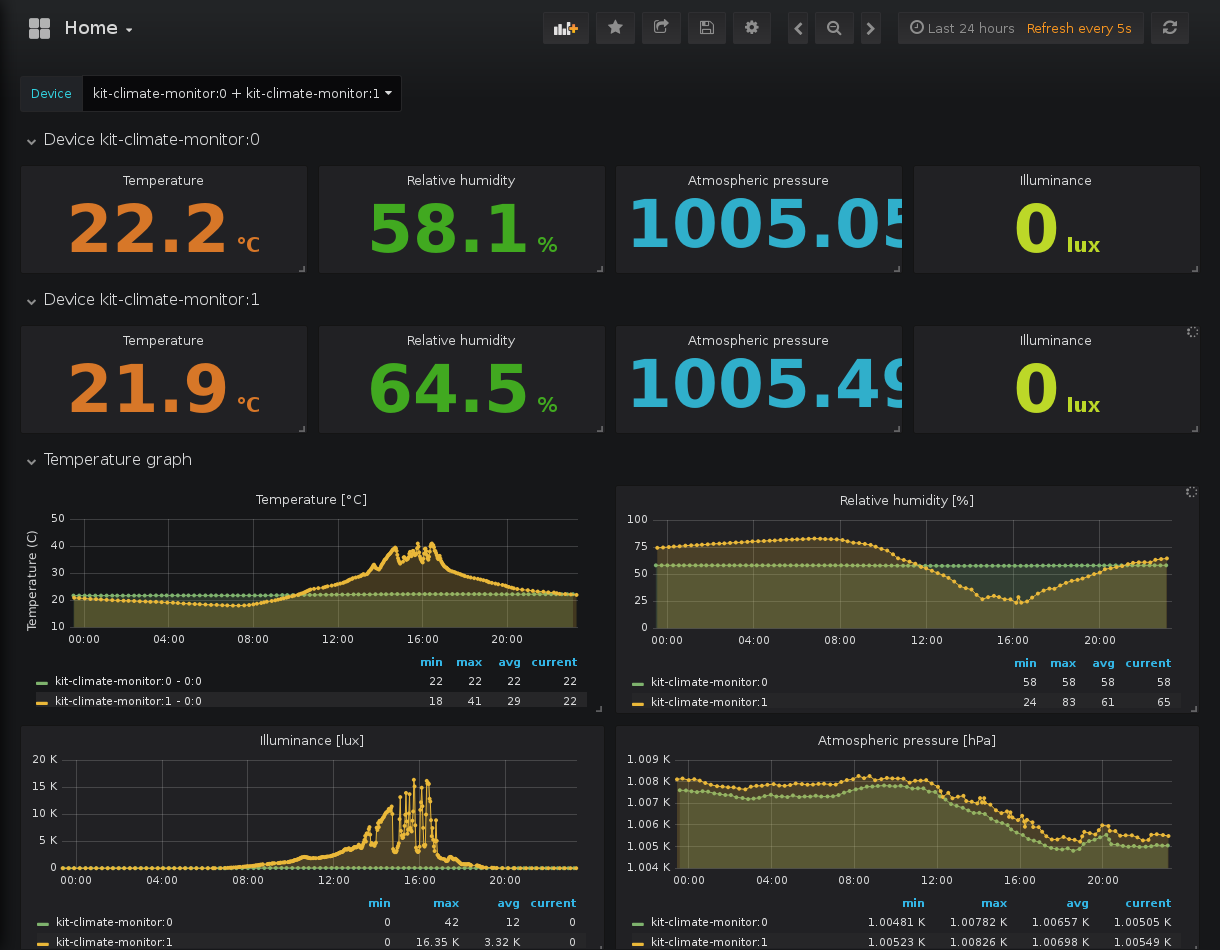 Home
Last 24 hours Refresh every 5s
Device kit-climate-monitor:0 + kit-climate-monitor:1
Device kit-climate-monitor:0
Temperature Relative humidity Atmospheric pressure Illuminance
22.2 °C 58.1 % 1005.05 0 lux
Device kit-climate-monitor:1
Temperature Relative humidity Atmospheric pressure Illuminance
21.9 °C 64.5 % 1005.49 0 lux
Temperature graph
Temperature [°C]
Temperature (C)
50
40
30
20
10
00:00 04:00 08:00 12:00 16:00 20:00
min max avg current
kit-climate-monitor:0 - 0:0 22 22 22 22
kit-climate-monitor:1 - 0:0 18 41 29 22
Relative humidity [%]
100
75
50
25
0
00:00 04:00 08:00 12:00 16:00 20:00
min max avg current
kit-climate-monitor:0 58 58 58 58
kit-climate-monitor:1 24 83 61 65
Illuminance [lux]
20 K
15 K
10 K
5 K
0
00:00 04:00 08:00 12:00 16:00 20:00
min max avg current
kit-climate-monitor:0 0 42 12 0
kit-climate-monitor:1 0 16.35 K 3.32 K 0
Atmospheric pressure [hPa]
1.009 K
1.008 K
1.007 K
1.006 K
1.005 K
1.004 K
00:00 04:00 08:00 12:00 16:00 20:00
min max avg current
kit-climate-monitor:0 1.00481 K 1.00782 K 1.00657 K 1.00505 K
kit-climate-monitor:1 1.00523 K 1.00826 K 1.00698 K 1.00549 K